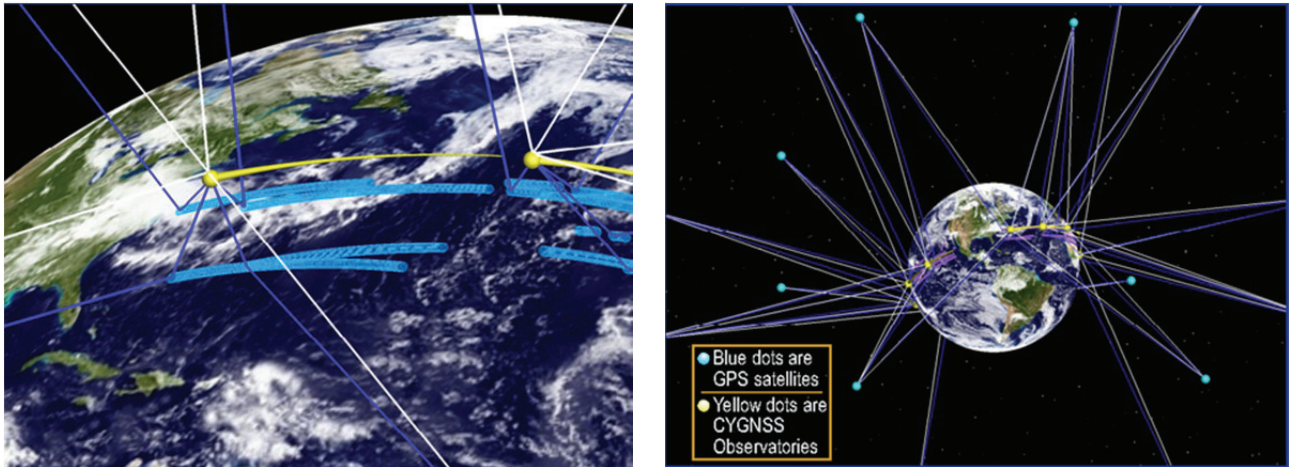 Blue dots are
GPS satellites
Yellow dots are
CYGNSS
Observatories